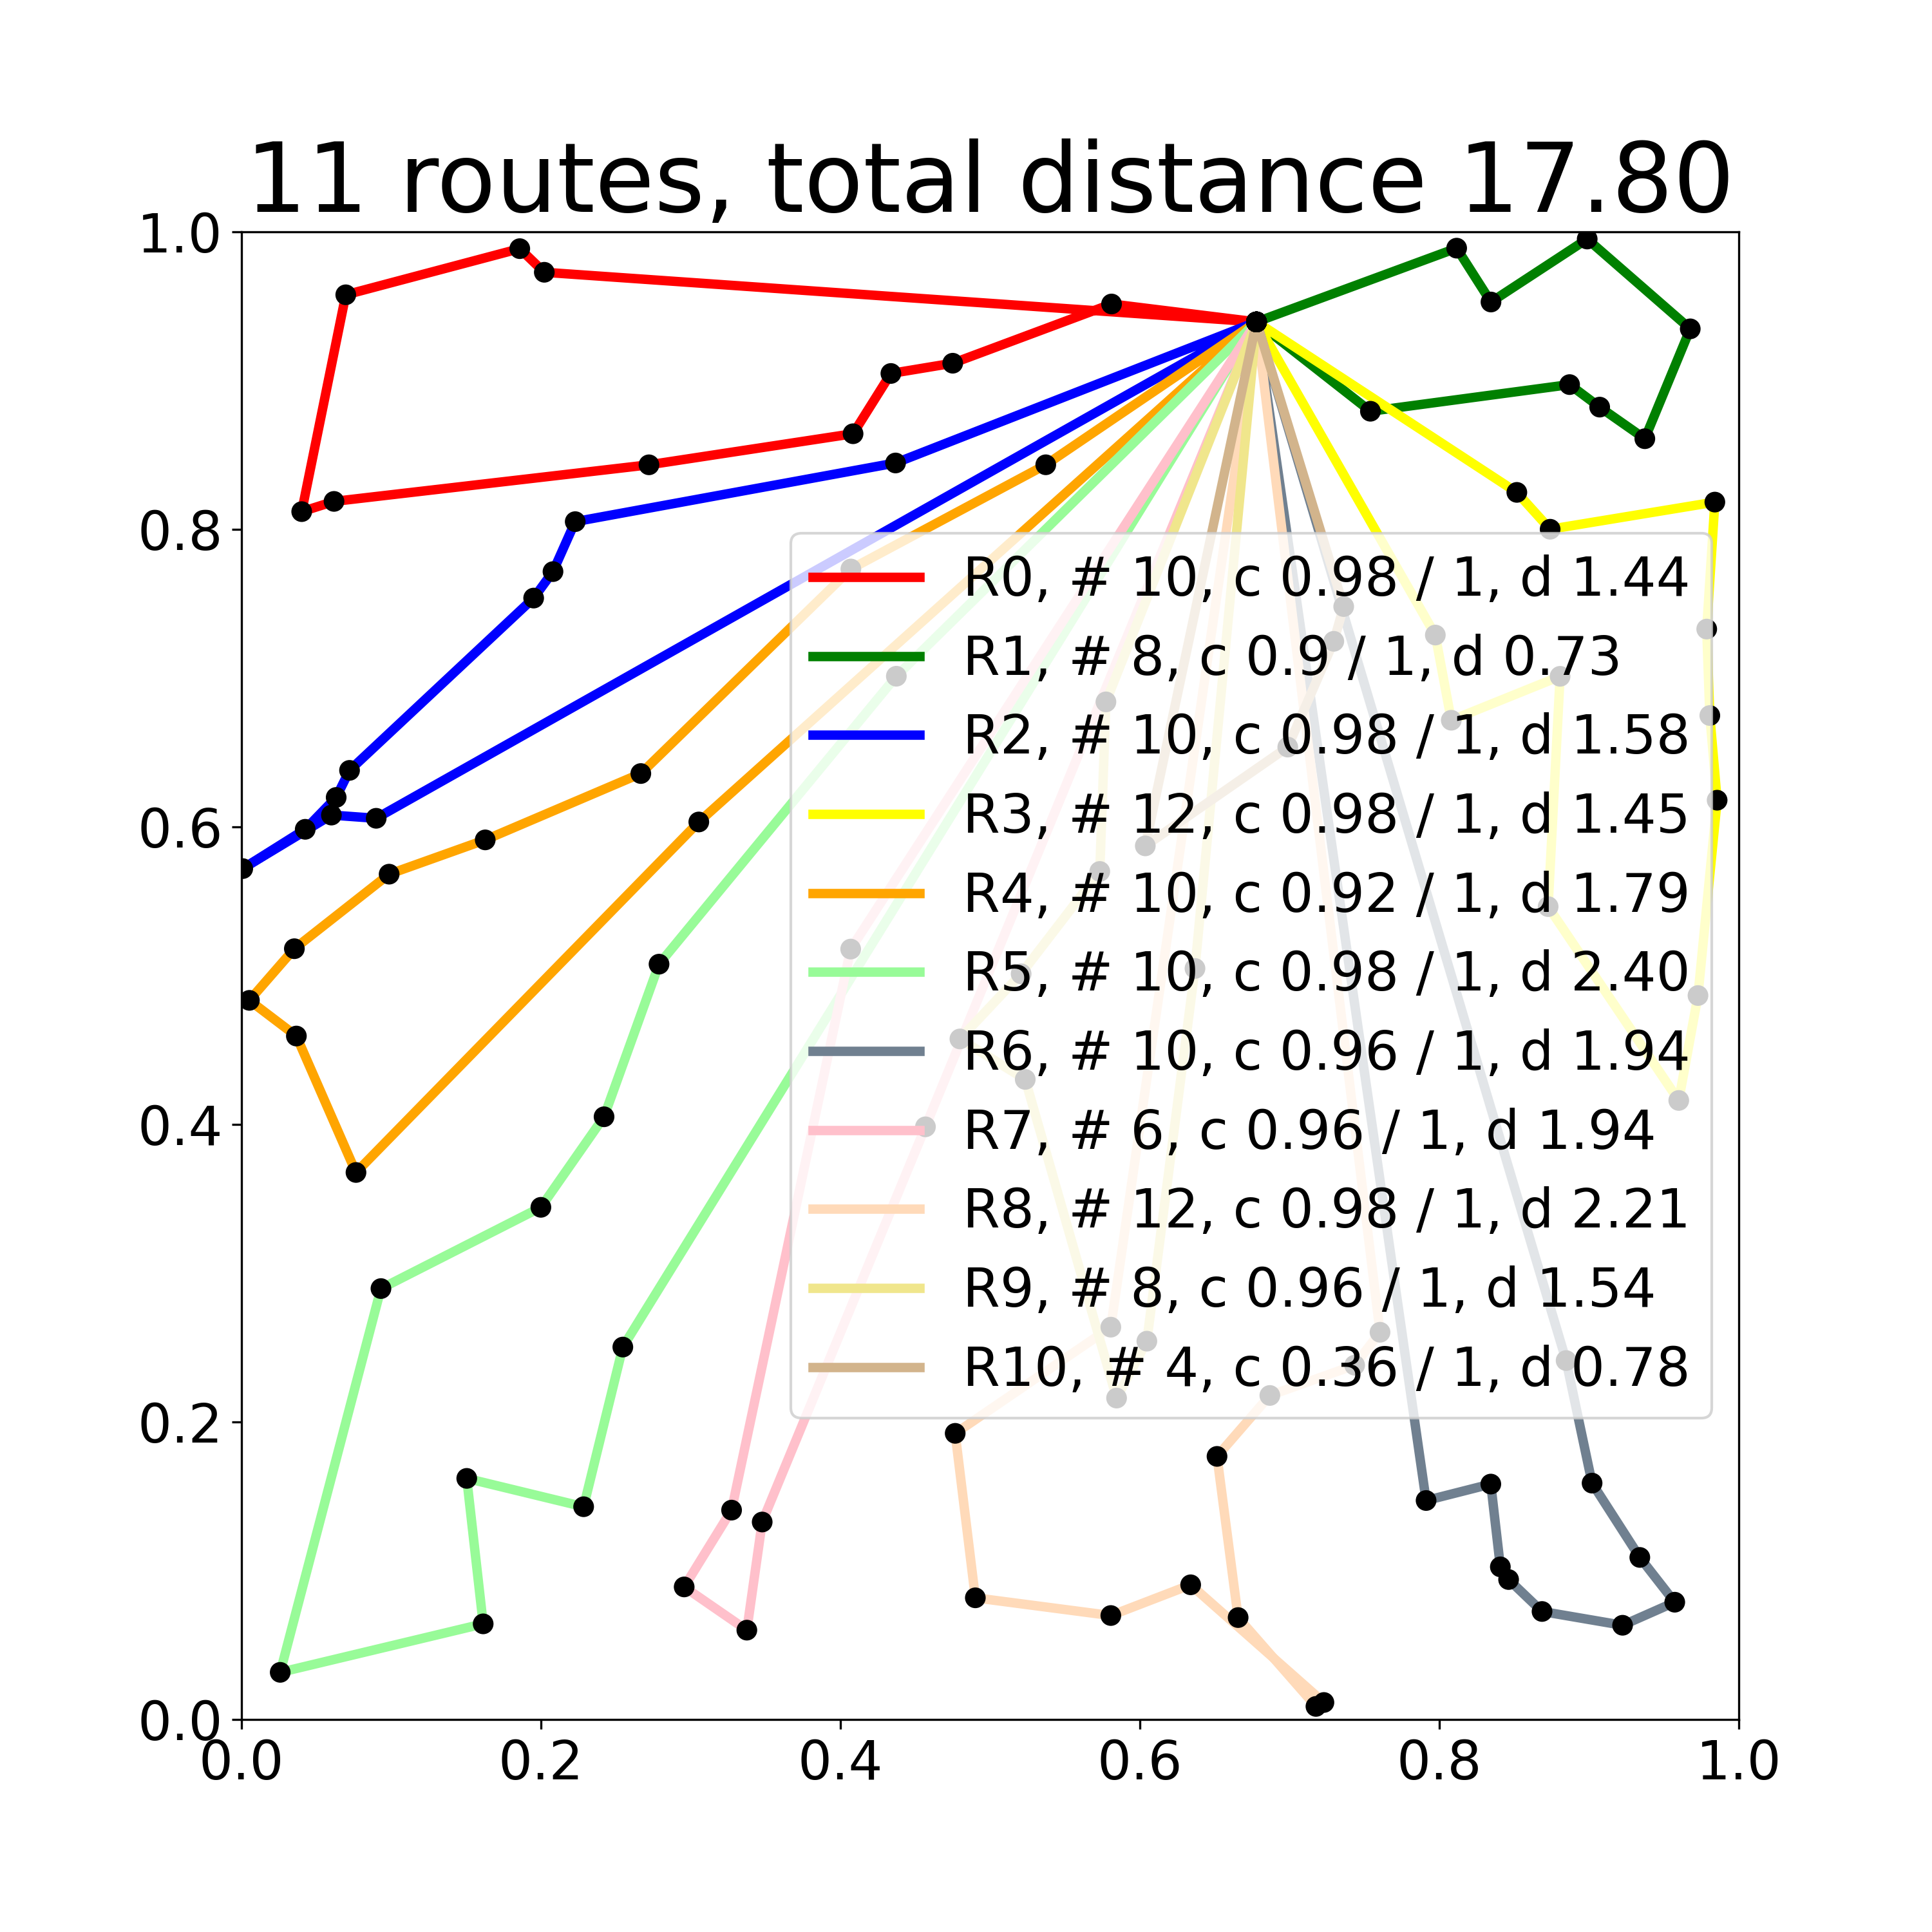 11 routes, total distance 17.80
1.0
0.8
0.6
0.4
0.2
0.0
0.0 0.2 0.4 0.6 0.8 1.0
R0, # 10, c 0.98 / 1, d 1.44
R1, # 8, c 0.9 / 1, d 0.73
R2, # 10, c 0.98 / 1, d 1.58
R3, # 12, c 0.98 / 1, d 1.45
R4, # 10, c 0.92 / 1, d 1.79
R5, # 10, c 0.98 / 1, d 2.40
R6, # 10, c 0.96 / 1, d 1.94
R7, # 6, c 0.96 / 1, d 1.94
R8, # 12, c 0.98 / 1, d 2.21
R9, # 8, c 0.96 / 1, d 1.54
R10, # 4, c 0.36 / 1, d 0.78